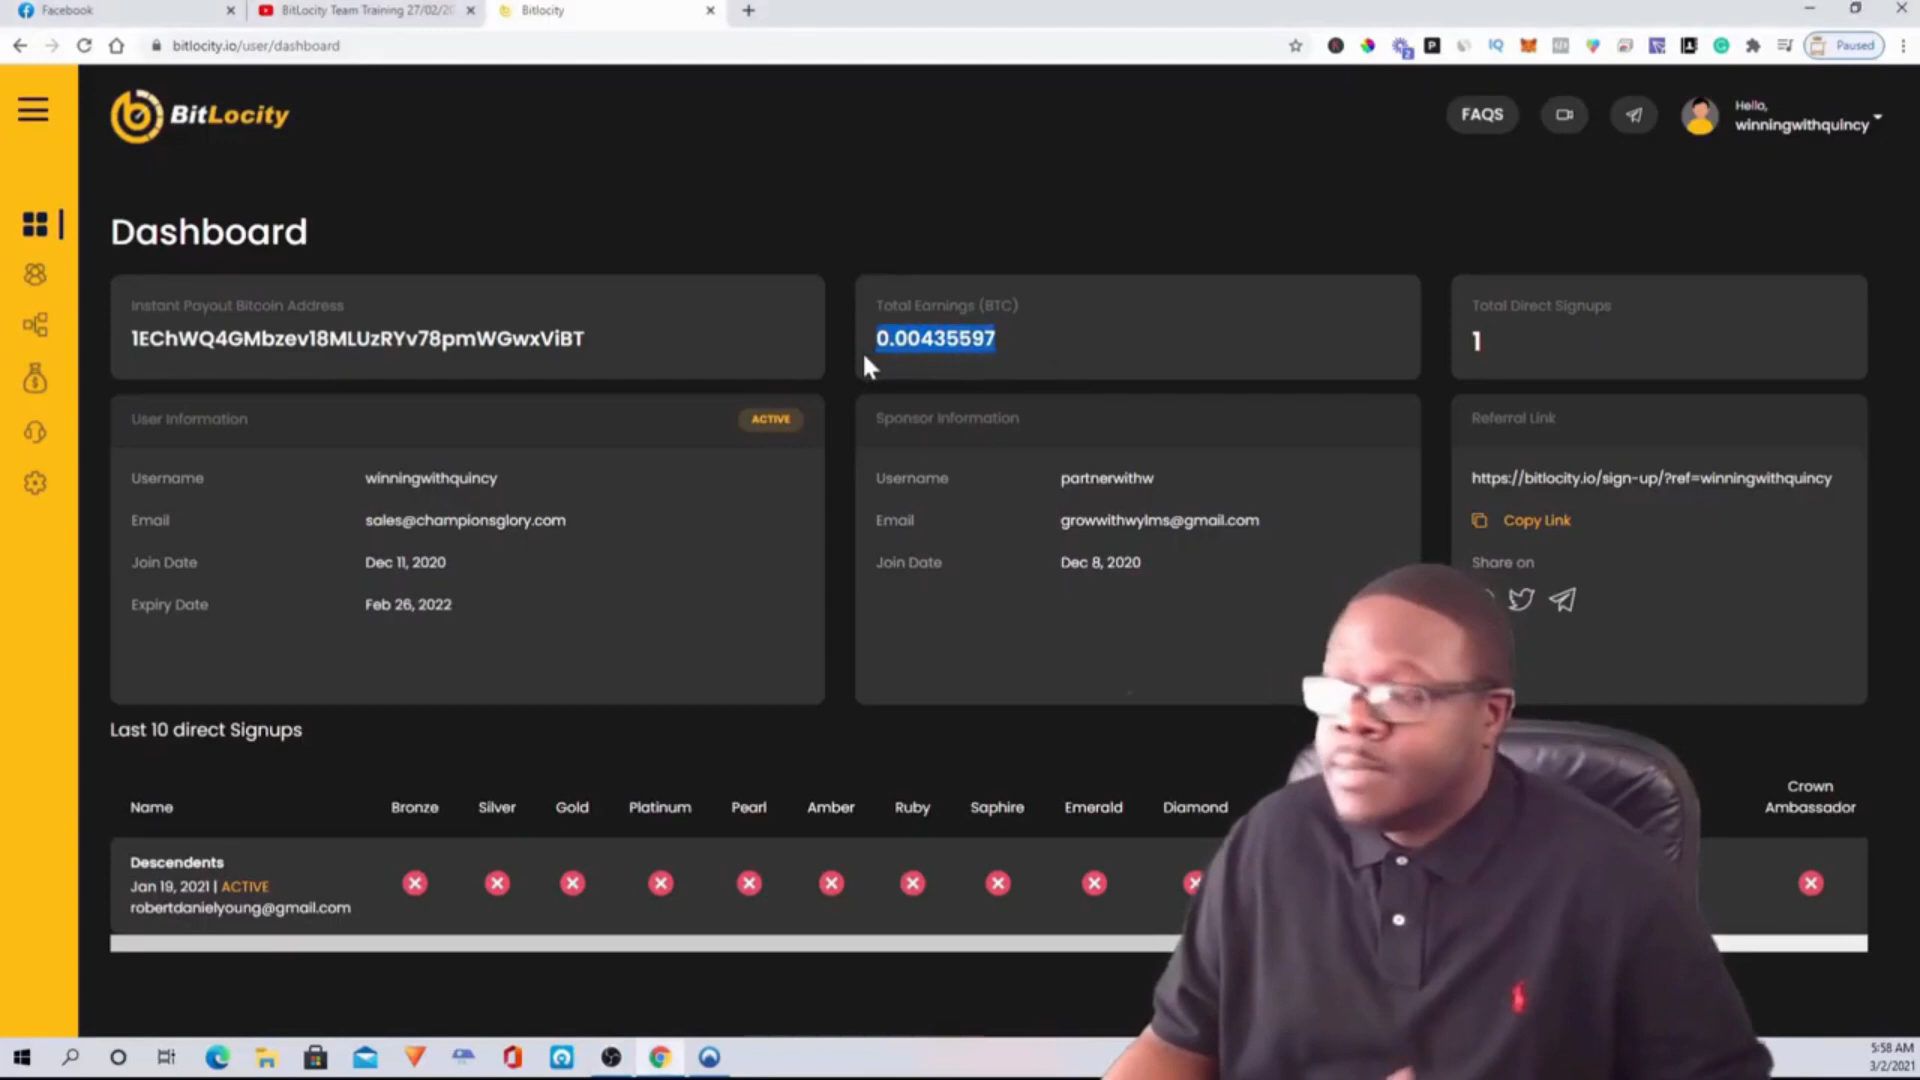 Facebook
BitLocity Team Training 27/02/20
Bitlocity
bitlocity.io/user/dashboard
Paused
BitLocity
FAQS
Hello,
winningwithquincy
Dashboard
Instant Payout Bitcoin Address
1EChWQ4GMbzev18MLUzRYv78pmWGwxViBT
Total Earnings (BTC)
0.00435597
Total Direct Signups
1
User Information
ACTIVE
Username winningwithquincy
Email sales@championsglory.com
Join Date Dec 11, 2020
Expiry Date Feb 26, 2022
Sponsor Information
Username partnerwithw
Email growwithwylms@gmail.com
Join Date Dec 8, 2020
Referral Link
https://bitlocity.io/sign-up/?ref=winningwithquincy
Copy Link
Share on
Last 10 direct Signups
Name Bronze Silver Gold Platinum Pearl Amber Ruby Saphire Emerald Diamond Crown Ambassador
Descendents
Jan 19, 2021 | ACTIVE
robertdanielyoung@gmail.com
5:58 AM
3/2/2021